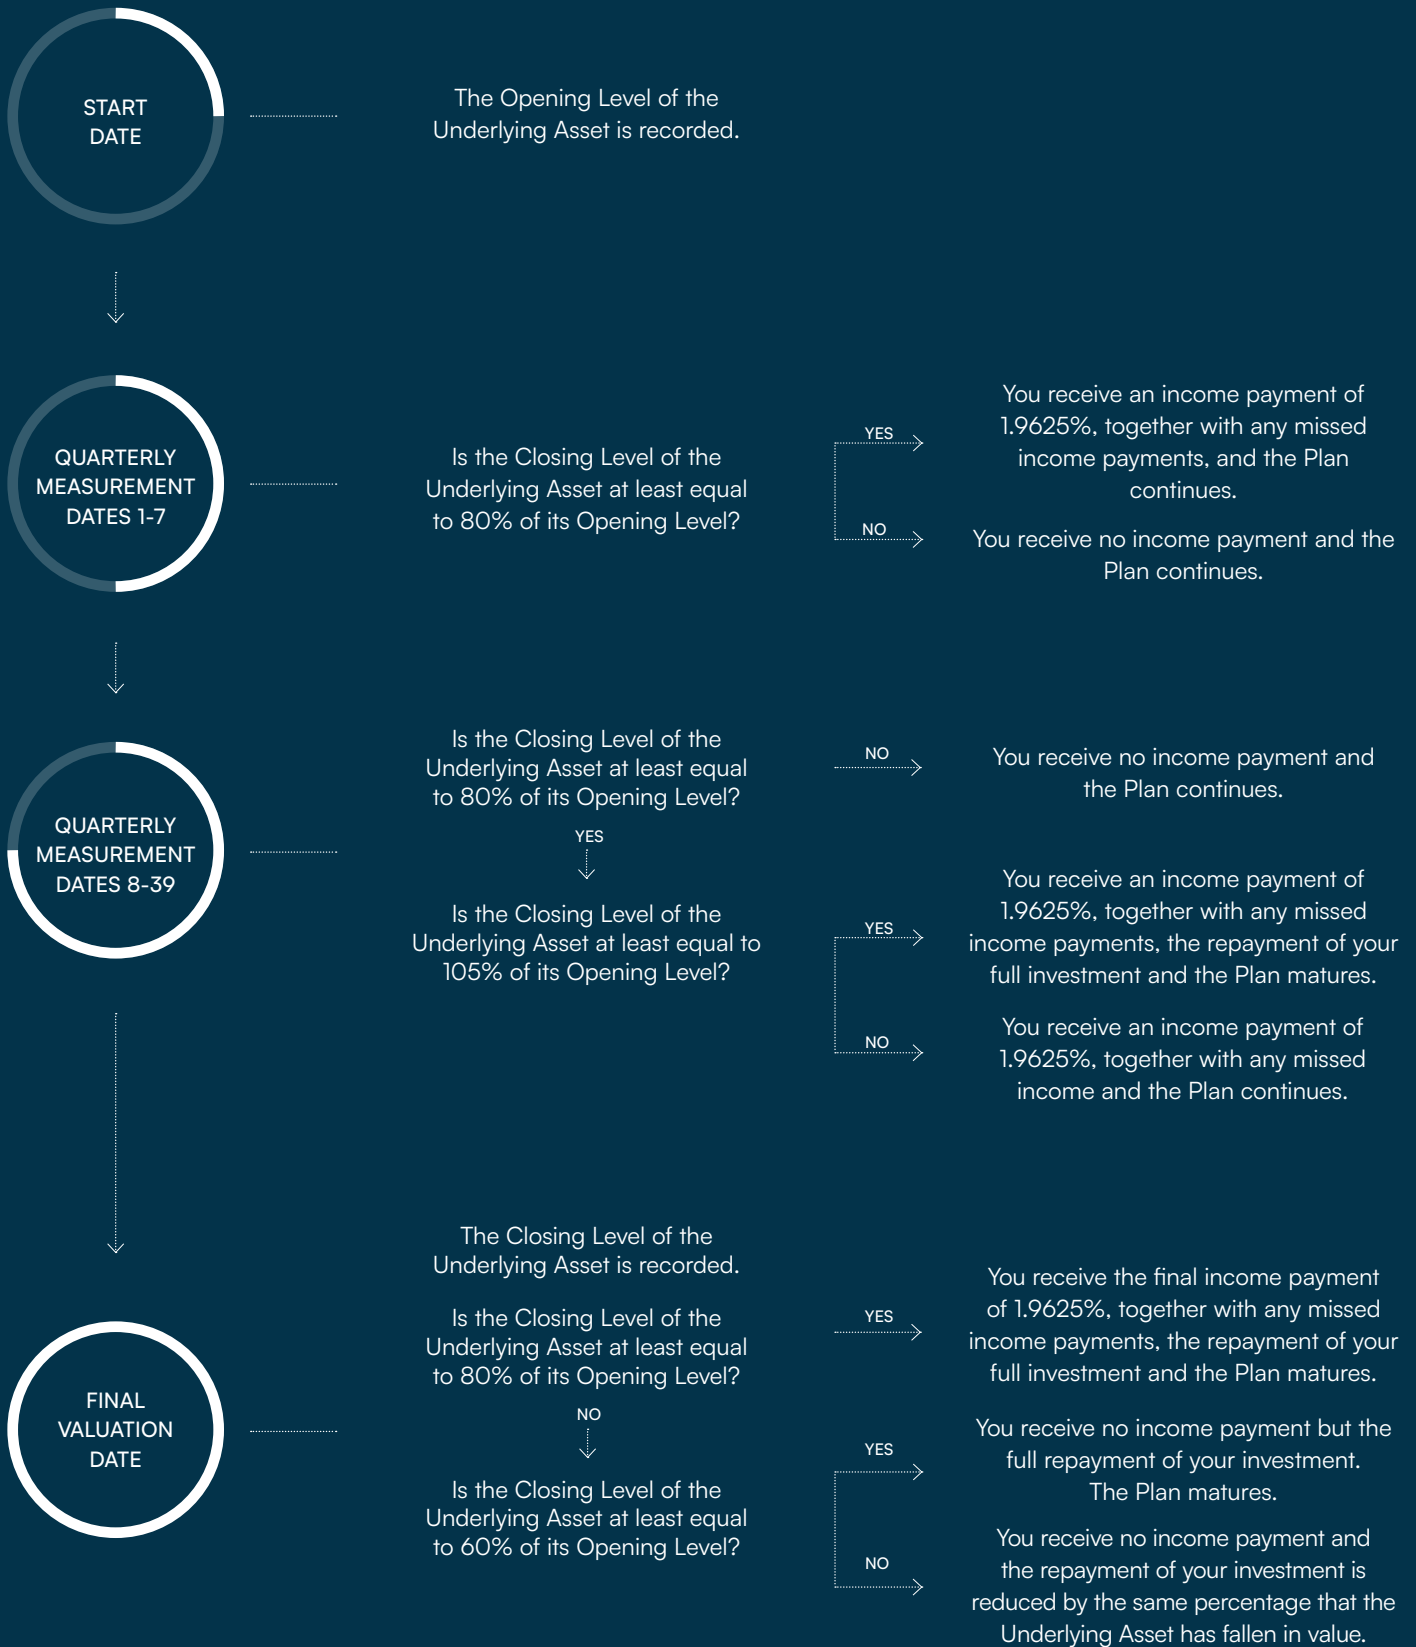 START
DATE
The Opening Level of the
Underlying Asset is recorded.
QUARTERLY
MEASUREMENT
DATES 1-7
Is the Closing Level of the
Underlying Asset at least equal
to 80% of its Opening Level?
YES
You receive an income payment of
1.9625%, together with any missed
income payments, and the Plan
continues.
NO
You receive no income payment and the
Plan continues.
QUARTERLY
MEASUREMENT
DATES 8-39
Is the Closing Level of the
Underlying Asset at least equal
to 80% of its Opening Level?
NO
You receive no income payment and
the Plan continues.
YES
Is the Closing Level of the
Underlying Asset at least equal to
105% of its Opening Level?
YES
You receive an income payment of
1.9625%, together with any missed
income payments, the repayment of your
full investment and the Plan matures.
NO
You receive an income payment of
1.9625%, together with any missed
income and the Plan continues.
FINAL
VALUATION
DATE
The Closing Level of the
Underlying Asset is recorded.
Is the Closing Level of the
Underlying Asset at least equal
to 80% of its Opening Level?
YES
You receive the final income payment
of 1.9625%, together with any missed
income payments, the repayment of your
full investment and the Plan matures.
NO
Is the Closing Level of the
Underlying Asset at least equal
to 60% of its Opening Level?
YES
You receive no income payment but the
full repayment of your investment.
The Plan matures.
NO
You receive no income payment and
the repayment of your investment is
reduced by the same percentage that the
Underlying Asset has fallen in value.